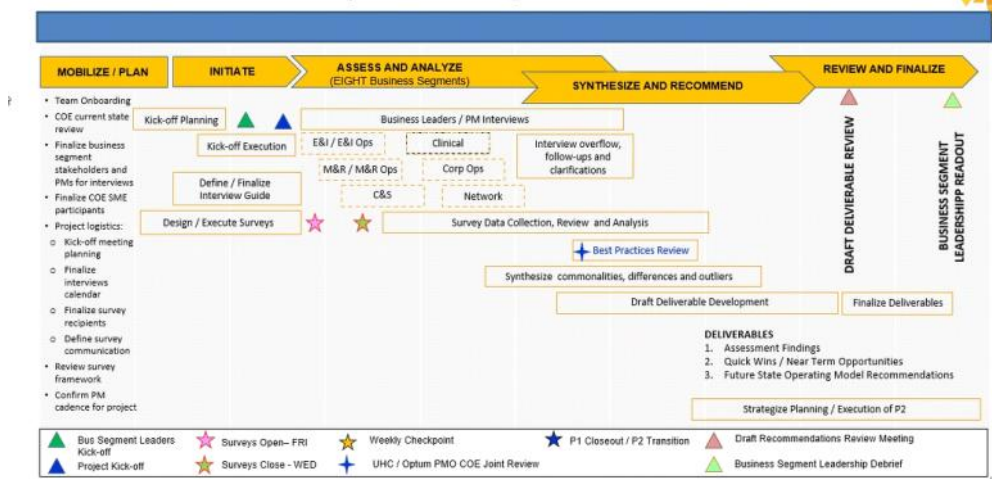 MOBILIZE / PLAN
INITIATE
ASSESS AND ANALYZE
(EIGHT Business Segments)
SYNTHESIZE AND RECOMMEND
REVIEW AND FINALIZE
• Team Onboarding
• COE current state
review
• Finalize business
segment
stakeholders and
PMs for interviews
• Finalize COE SME
participants
• Project logistics:
o Kick-off meeting
planning
o Finalize
interviews
calendar
o Finalize survey
recipients
o Define survey
communication
• Review survey
framework
• Confirm PM
cadence for project
Kick-off Planning
Business Leaders / PM Interviews
Kick-off Execution
E&I / E&I Ops
Clinical
Interview overflow,
follow-ups and
clarifications
M&R / M&R Ops
Corp Ops
Define / Finalize
Interview Guide
C&S
Network
Design / Execute Surveys
Survey Data Collection, Review and Analysis
Best Practices Review
Synthesize commonalities, differences and outliers
Draft Deliverable Development
Finalize Deliverables
DRAFT DELVIERABLE REVIEW
BUSINESS SEGMENT
LEADERSHIPP READOUT
DELIVERABLES
1. Assessment Findings
2. Quick Wins / Near Term Opportunities
3. Future State Operating Model Recommendations
Strategize Planning / Execution of P2
Bus Segment Leaders
Kick-off
Project Kick-off
Surveys Open– FRI
Surveys Close - WED
Weekly Checkpoint
UHC / Optum PMO COE Joint Review
P1 Closeout / P2 Transition
Draft Recommendations Review Meeting
Business Segment Leadership Debrief